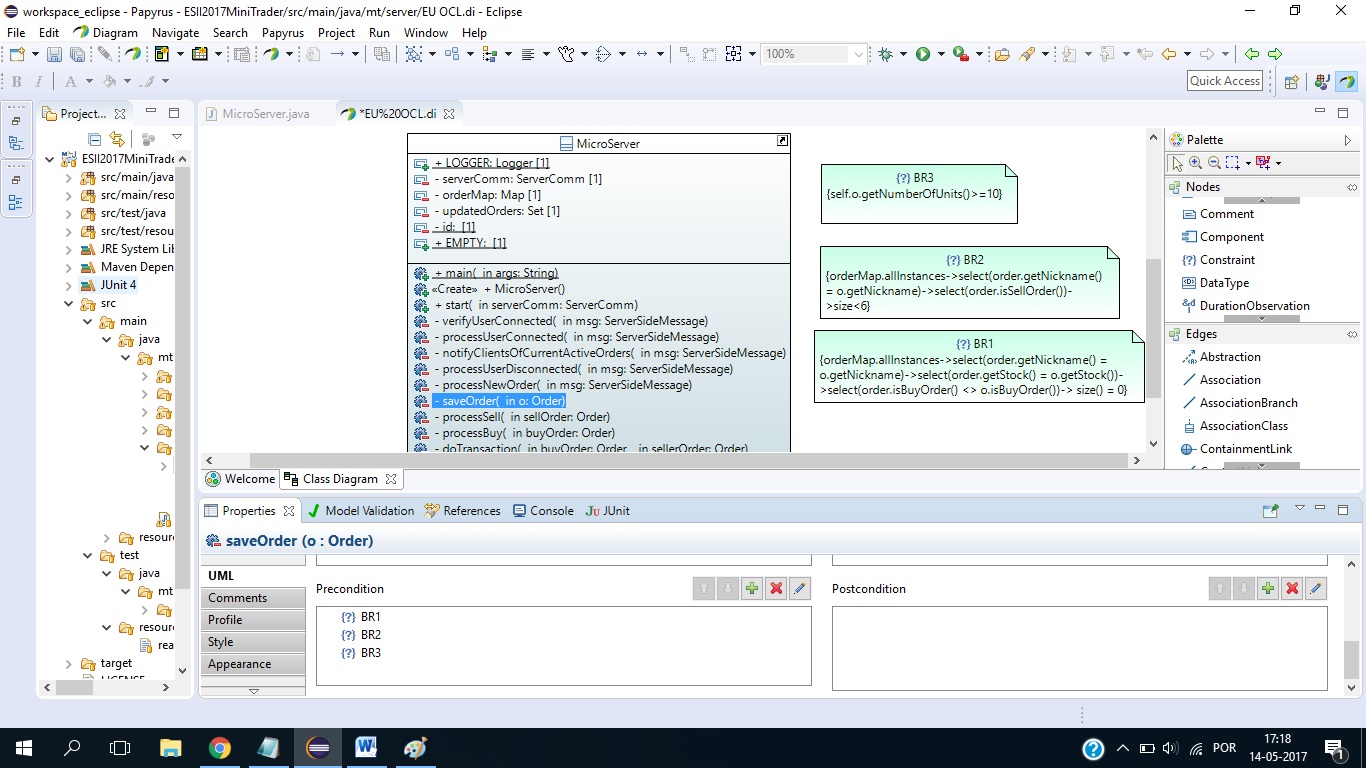 workspace_eclipse - Papyrus - ESII2017MiniTrader/src/main/java/mt/server/EU OCL.di - Eclipse
File Edit Diagram Navigate Search Papyrus Project Run Window Help
100%
B I A
Quick Access
Project...
MicroServer.java
*EU%20OCL.di
ESII2017MiniTrade
src/main/java
src/main/reso
src/test/java
src/test/resou
JRE System Lib
Maven Depen
JUnit 4
src
main
java
mt
resour
test
java
mt
resour
rea
target
LICENSE
MicroServer
+ LOGGER: Logger [1]
- serverComm: ServerComm [1]
- orderMap: Map [1]
- updatedOrders: Set [1]
- id: [1]
+ EMPTY: [1]
+ main( in args: String)
«Create» + MicroServer()
+ start( in serverComm: ServerComm)
- verifyUserConnected( in msg: ServerSideMessage)
- processUserConnected( in msg: ServerSideMessage)
- notifyClientsOfCurrentActiveOrders( in msg: ServerSideMessage)
- processUserDisconnected( in msg: ServerSideMessage)
- processNewOrder( in msg: ServerSideMessage)
- saveOrder( in o: Order)
- processSell( in sellOrder: Order)
- processBuy( in buyOrder: Order)
- doTransaction( in buyOrder: Order, in sellerOrder: Order)
{?} BR3
{self.o.getNumberOfUnits()>=10}
{?} BR2
{orderMap.allInstances->select(order.getNickname()
= o.getNickname)->select(order.isSellOrder())-
>size<6}
{?} BR1
{orderMap.allInstances->select(order.getNickname() =
o.getNickname)->select(order.getStock() = o.getStock())-
>select(order.isBuyOrder() <> o.isBuyOrder())-> size() = 0}
Palette
Nodes
Comment
Component
{?} Constraint
DataType
DurationObservation
Edges
Abstraction
Association
AssociationBranch
AssociationClass
ContainmentLink
Welcome
Class Diagram
Properties
Model Validation
References
Console
Ju JUnit
saveOrder (o : Order)
UML
Comments
Profile
Style
Appearance
Precondition
{?} BR1
{?} BR2
{?} BR3
Postcondition
POR
17:18
14-05-2017
1